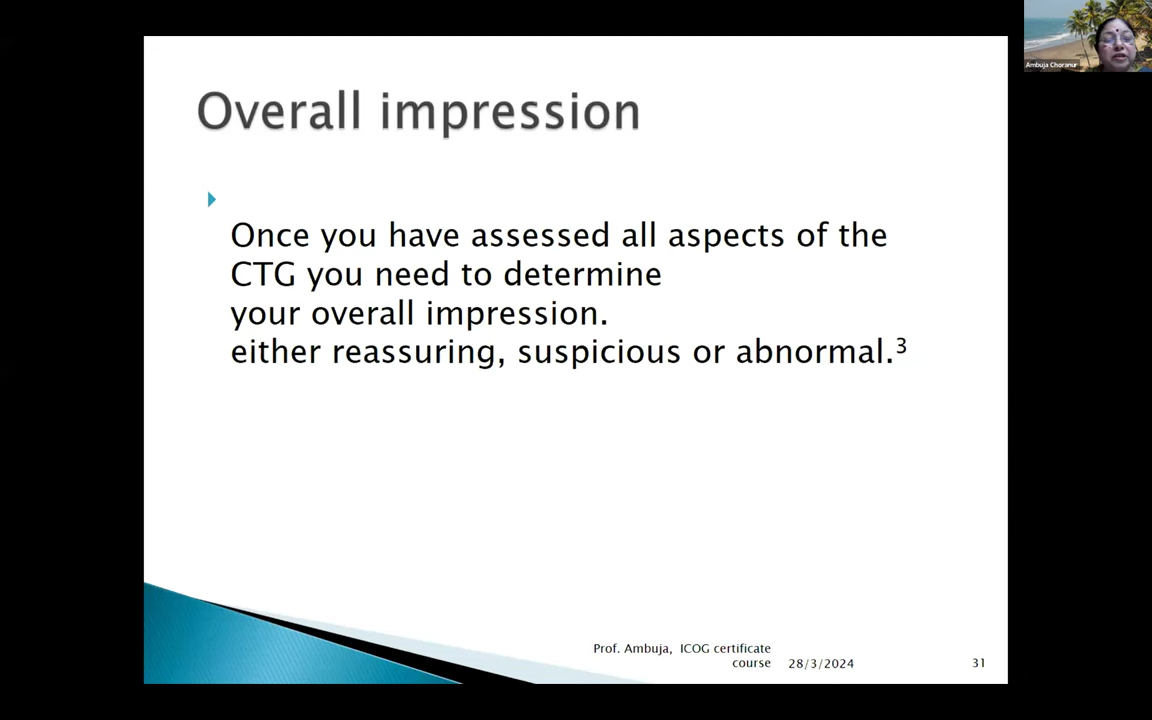 Ambuja Choranur
Overall impression
Once you have assessed all aspects of the
CTG you need to determine
your overall impression.
either reassuring, suspicious or abnormal.³
Prof. Ambuja, ICOG certificate
course
28/3/2024
31